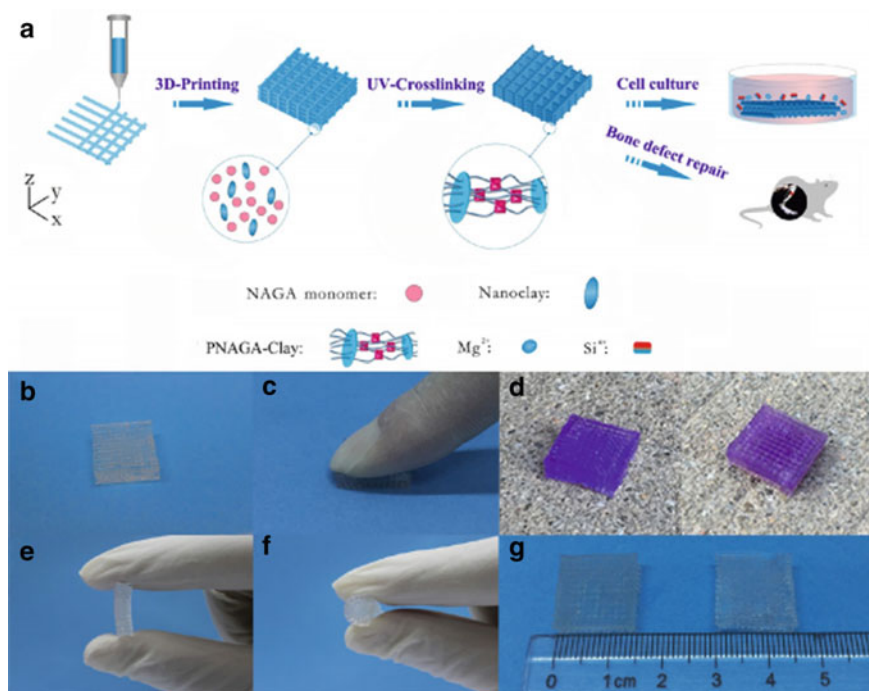 a
3D-Printing
UV-Crosslinking
Cell culture
Bone defect repair
z
y
x
NAGA monomer:
Nanoclay:
PNAGA-Clay:
Mg²⁺:
Si⁴⁺:
b
c
d
e
f
g
0 1cm 2 3 4 5